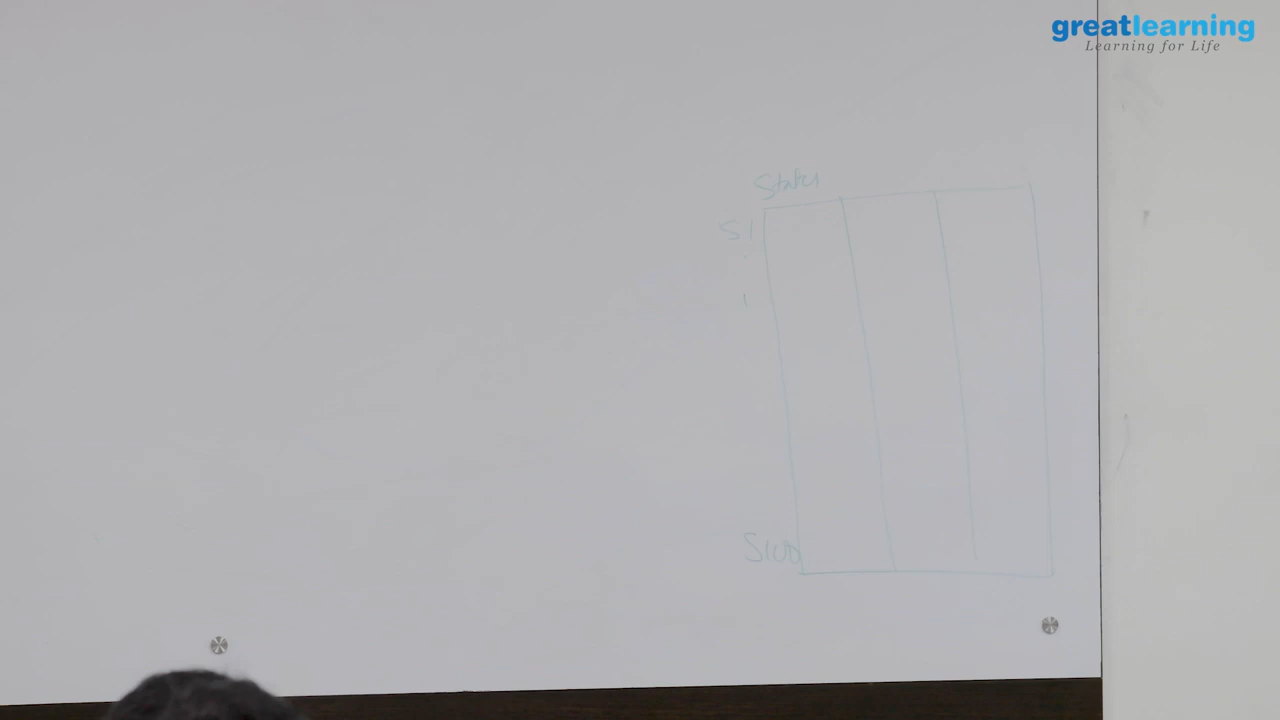 greatlearning
Learning for Life
States
S1
S100